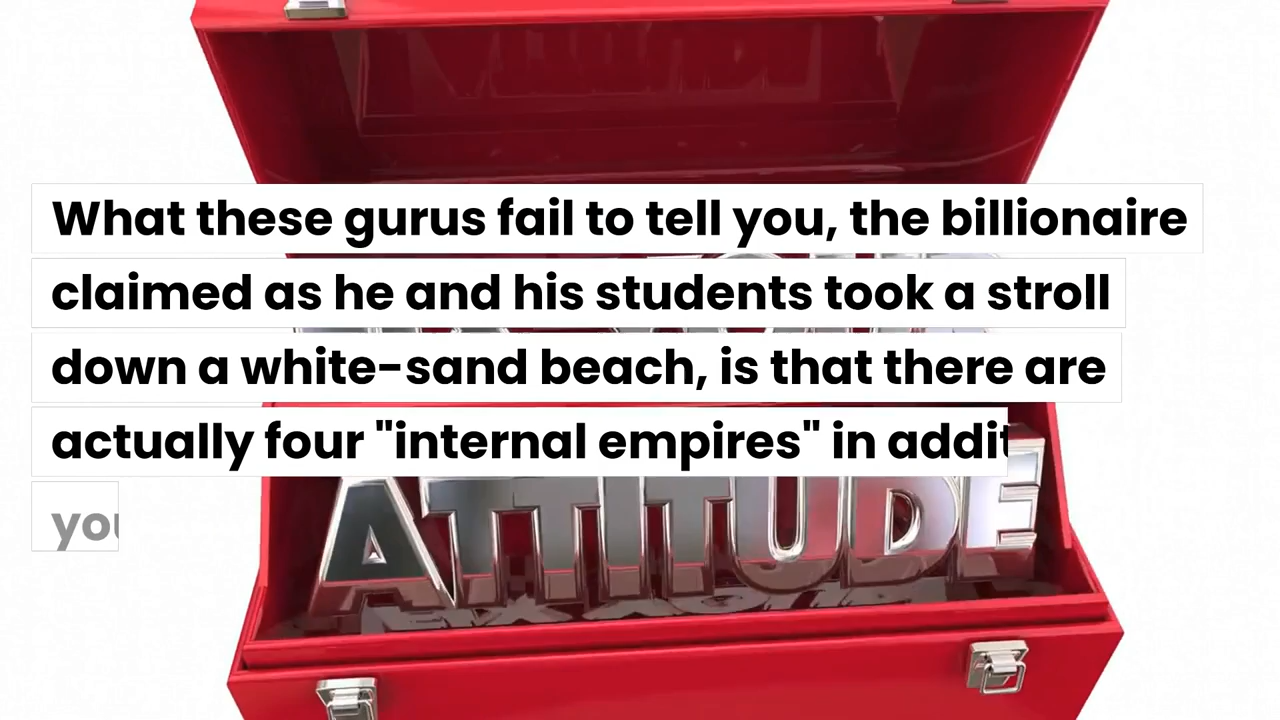 What these gurus fail to tell you, the billionaire
claimed as he and his students took a stroll
down a white-sand beach, is that there are
actually four "internal empires" in
ATTITUDE